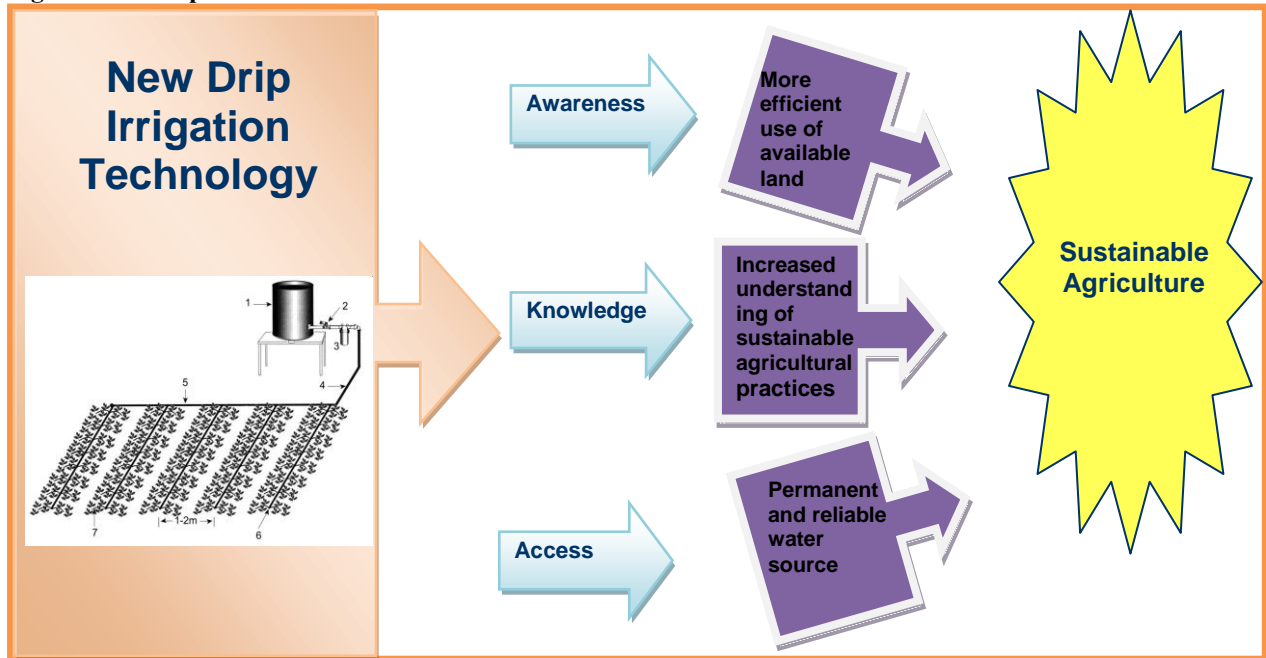 New Drip
Irrigation
Technology
1
2
3
4
5
1-2m
7
6
Awareness
More
efficient
use of
available
land
Knowledge
Increased
understand
ing of
sustainable
agricultural
practices
Access
Permanent
and reliable
water
source
Sustainable
Agriculture